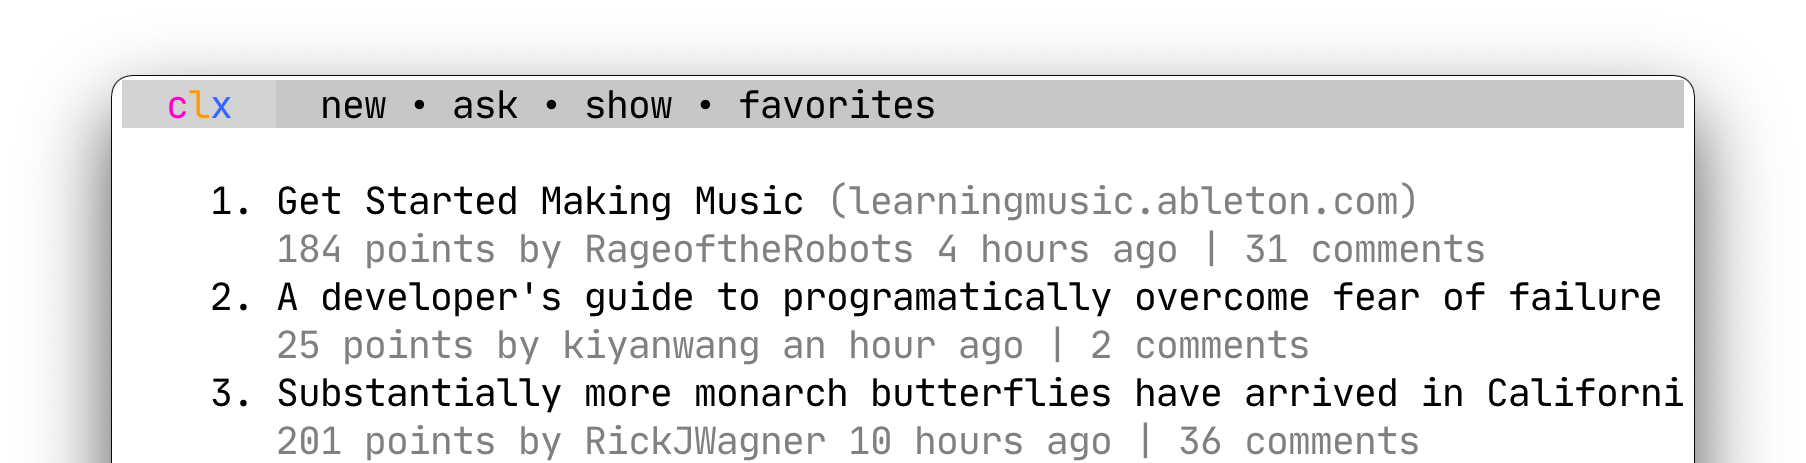 clx new • ask • show • favorites
1. Get Started Making Music (learningmusic.ableton.com)
184 points by RageoftheRobots 4 hours ago | 31 comments
2. A developer's guide to programatically overcome fear of failure
25 points by kiyanwang an hour ago | 2 comments
3. Substantially more monarch butterflies have arrived in Californi
201 points by RickJWagner 10 hours ago | 36 comments